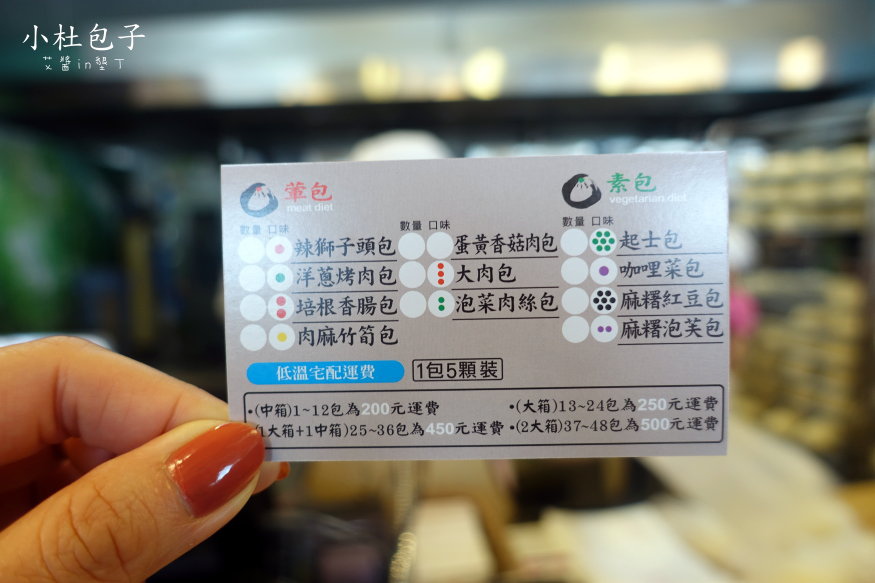 小杜包子
艾醬in墾丁
葷包
meat diet
素包
vegetarian diet
數量 口味
數量 口味
數量 口味
辣獅子頭包
洋蔥烤肉包
培根香腸包
肉麻竹筍包
蛋黃香菇肉包
大肉包
泡菜肉絲包
起士包
咖哩菜包
麻糬紅豆包
麻糬泡芙包
低溫宅配運費
1包5顆裝
•(中箱)1~12包為200元運費
•(大箱)13~24包為250元運費
(1大箱+1中箱)25~36包為450元運費
•(2大箱)37~48包為500元運費